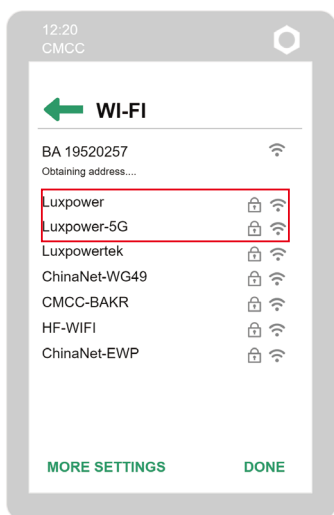 12:20
CMCC
WI-FI
BA 19520257
Obtaining address....
Luxpower
Luxpower-5G
Luxpowertek
ChinaNet-WG49
CMCC-BAKR
HF-WIFI
ChinaNet-EWP
MORE SETTINGS DONE